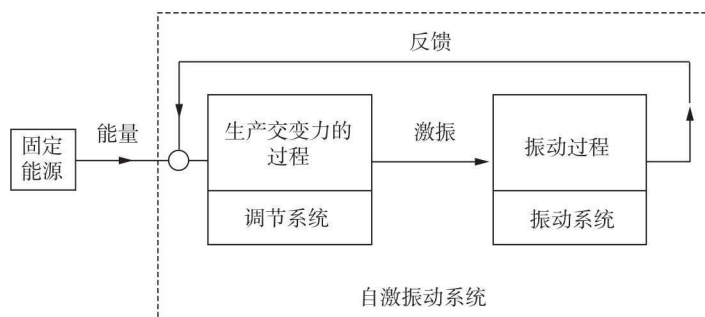 反馈
能量
固定
能源
生产交变力的
过程
调节系统
激振
振动过程
振动系统
自激振动系统